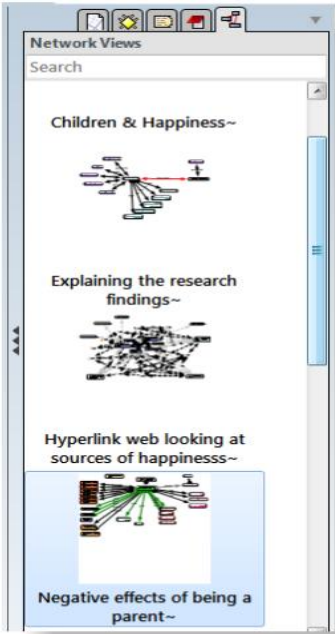 Network Views
Search
Children & Happiness~
Explaining the research
findings~
Hyperlink web looking at
sources of happinesss~
Negative effects of being a
parent~